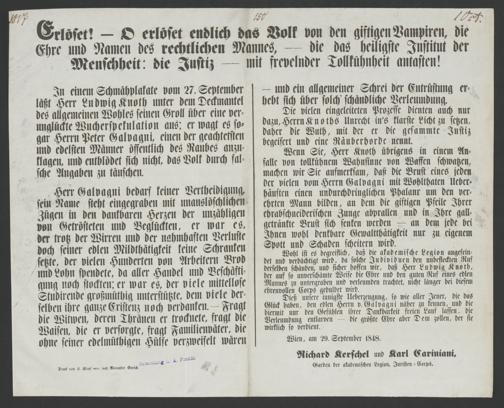 Erlöset! — O erlöset endlich das Volk von den giftigen Vampiren, die
Ehre und Namen des rechtlichen Mannes, — die das heiligste Institut der
Menschheit: die Justiz — mit frevelnder Tollkühnheit antasten!
In einem Schmähplakate vom 27. September
läßt Herr Ludwig Knoth unter dem Deckmantel
des allgemeinen Wohles seinen Groll über eine ver-
unglückte Wucherspekulation aus; er wagt es so-
gar Herrn Peter Galvagni, einen der geachtetsten
und edelsten Männer öffentlich des Raubes anzu-
klagen, und entblödet sich nicht, das Volk durch fal-
sche Angaben zu täuschen.
Herr Galvagni bedarf keiner Vertheidigung,
sein Name steht eingegraben mit unauslöschlichen
Zügen in den dankbaren Herzen der unzähligen
von Getrösteten und Beglückten, er war es,
der trotz der Wirren und der nahmhaften Verluste
doch seiner edlen Mildthätigkeit keine Schranken
setzte, der vielen Hunderten von Arbeitern Brod
und Lohn spendete, da aller Handel und Beschäfti-
gung noch stockten; er war es, der viele mittellose
Studirende großmüthig unterstützte, dem viele der-
selben ihre ganze Existenz noch verdanken. — Fragt
die Witwen, deren Thränen er trocknete, fragt die
Waisen, die er versorgte, fragt Familienväter, die
ohne seiner edelmüthigen Hülfe verzweifelt wären
— und ein allgemeiner Schrei der Entrüstung er-
hebt sich über solch schändliche Verleumdung.
Die vielen eingeleiteten Prozesse dienten auch nur
dazu, Herrn Knoths Unrecht in's klarste Licht zu setzen,
daher die Wuth, mit der er die gesammte Justiz
begeifert und eine Räuberhorde nennt.
Wenn Sie, Herr Knoth übrigens in einem An-
falle von tollkühnem Wahnsinne von Waffen schwatzen,
machen wir Sie aufmerksam, daß die Brust eines jeden
der vielen vom Herrn Galvagni mit Wohlthaten Ueber-
häuften einen undurchdringlichen Phalanx um den ver-
ehrten Mann bilden, an dem die giftigen Pfeile Ihrer
ehrabschneiderischen Zunge abprallen und in Ihre gall-
getränkte Brust sich senken werden — an dem jede bei
Ihnen wohl denkbare Gewaltthätigkeit nur zu eigenem
Spott und Schaden scheitern wird.
Wohl ist es begreiflich, daß die akademische Legion angefein-
det und verdächtigt wird, da solche Individuen den unbefleckten Ruf
derselben schänden, und sicher hoffen wir, daß Herr Ludwig Knoth,
der auf so unverschämte Weise die Ehre und den guten Ruf eines edlen
Mannes zu untergraben und verleumden trachtet, nicht länger bei diesem
ehrenvollen Corps geduldet wird.
Dieß unsere innigste Ueberzeugung, so wie aller Jener, die das
Glück haben, den edlen Herrn v. Galvagni näher zu kennen, und die
hiermit nur den Gefühlen ihrer Dankbarkeit freien Lauf lassen, die
Verleumdung entlarven — die größte Ehre aber Dem zollen, der sie
wirklich so verdient.
Wien, am 29. September 1848.
Richard Kerschel und Karl Cariniani,
Garden der akademischen Legion, Juristen-Corps.